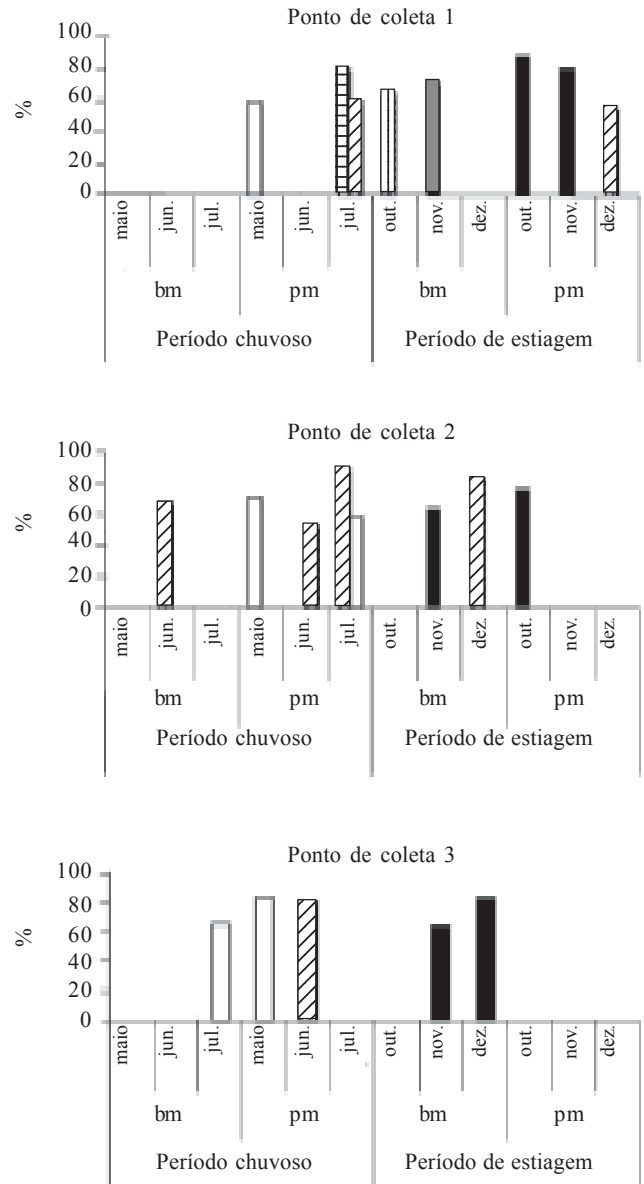 Ponto de coleta 1
%
100
80
60
40
20
0
maio jun. jul. maio jun. jul. out. nov. dez. out. nov. dez.
bm pm bm pm
Período chuvoso Período de estiagem
Ponto de coleta 2
%
100
80
60
40
20
0
maio jun. jul. maio jun. jul. out. nov. dez. out. nov. dez.
bm pm bm pm
Período chuvoso Período de estiagem
Ponto de coleta 3
%
100
80
60
40
20
0
maio jun. jul. maio jun. jul. out. nov. dez. out. nov. dez.
bm pm bm pm
Período chuvoso Período de estiagem